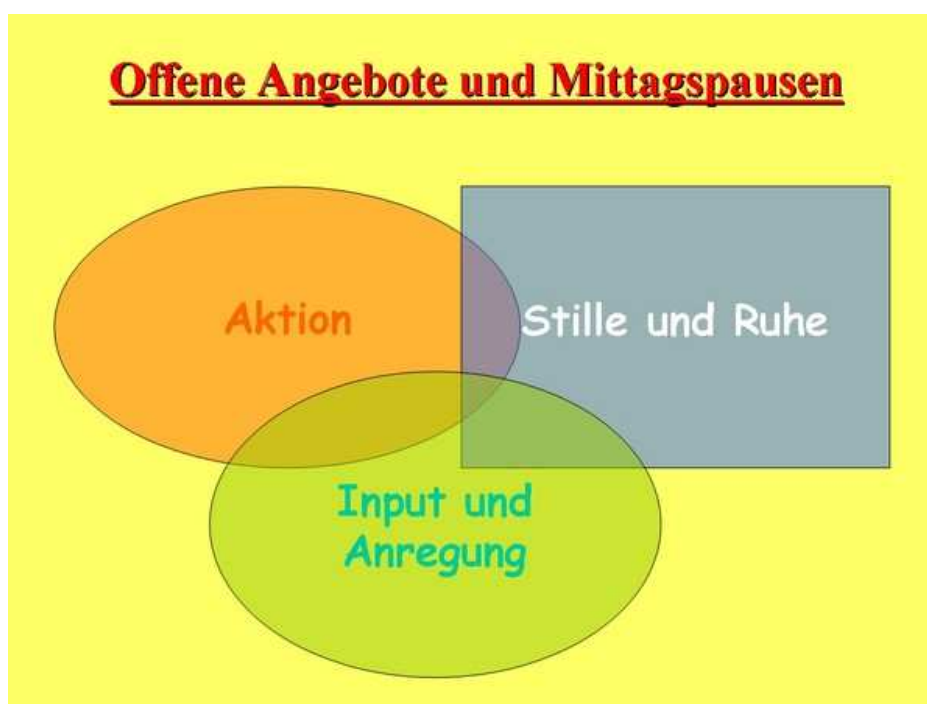 Offene Angebote und Mittagspausen
Aktion
Stille und Ruhe
Input und
Anregung